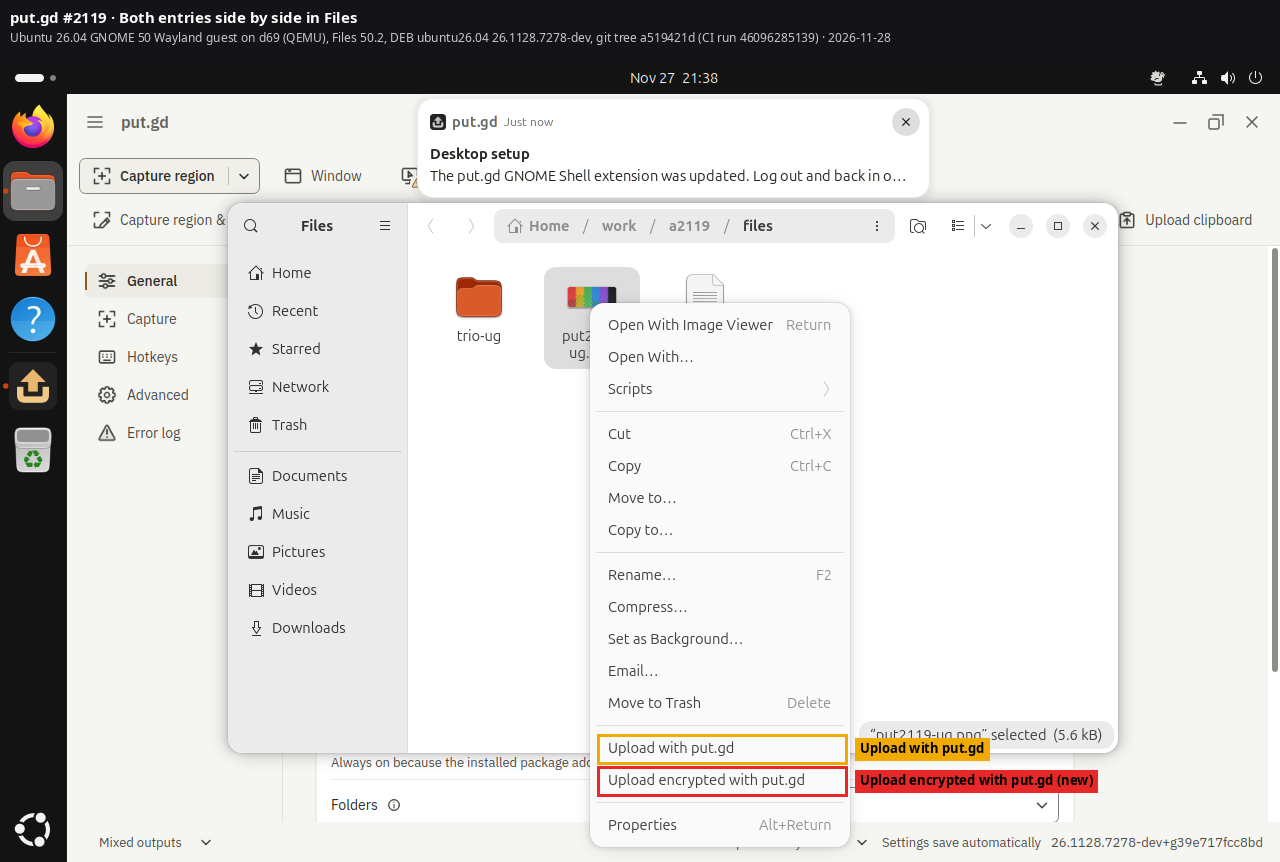 put.gd #2119 · Both entries side by side in Files
Ubuntu 26.04 GNOME 50 Wayland guest on d69 (QEMU), Files 50.2, DEB ubuntu26.04 26.1128.7278-dev, git tree a519421d (CI run 46096285139) · 2026-11-28
Nov 27 21:38
put.gd
put.gd Just now
Desktop setup
The put.gd GNOME Shell extension was updated. Log out and back in o…
Capture region
Window
Capture region &
Upload clipboard
General
Capture
Hotkeys
Advanced
Error log
Files
Home / work / a2119 / files
Home
Recent
Starred
Network
Trash
Documents
Music
Pictures
Videos
Downloads
trio-ug
Open With Image Viewer Return
Open With…
Scripts
Cut Ctrl+X
Copy Ctrl+C
Move to…
Copy to…
Rename… F2
Compress…
Set as Background…
Email…
Move to Trash Delete
Upload with put.gd
Upload encrypted with put.gd
Properties Alt+Return
“put2119-ug.png” selected (5.6 kB)
Upload with put.gd
Upload encrypted with put.gd (new)
Always on because the installed package
Folders
Mixed outputs
Settings save automatically 26.1128.7278-dev+g39e717fcc8bd